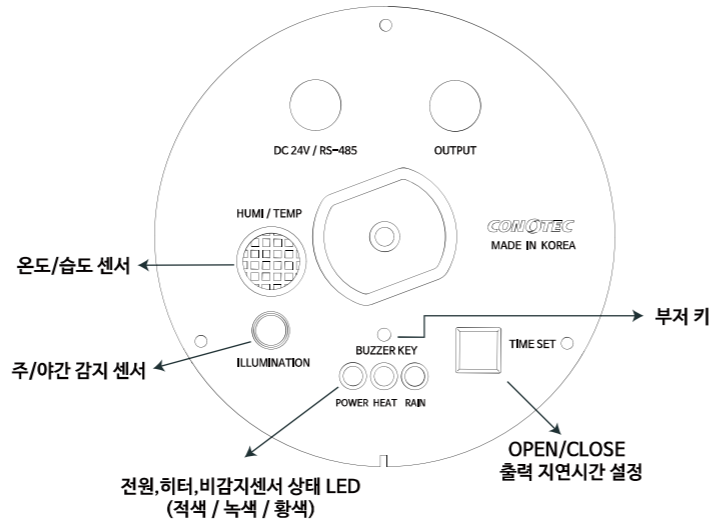 DC 24V / RS-485
OUTPUT
HUMI / TEMP
CONOTEC
MADE IN KOREA
온도/습도 센서
부저 키
BUZZER KEY
TIME SET
ILLUMINATION
주/야간 감지 센서
POWER HEAT RAIN
OPEN/CLOSE
출력 지연시간 설정
전원,히터,비감지센서 상태 LED
(적색 / 녹색 / 황색)